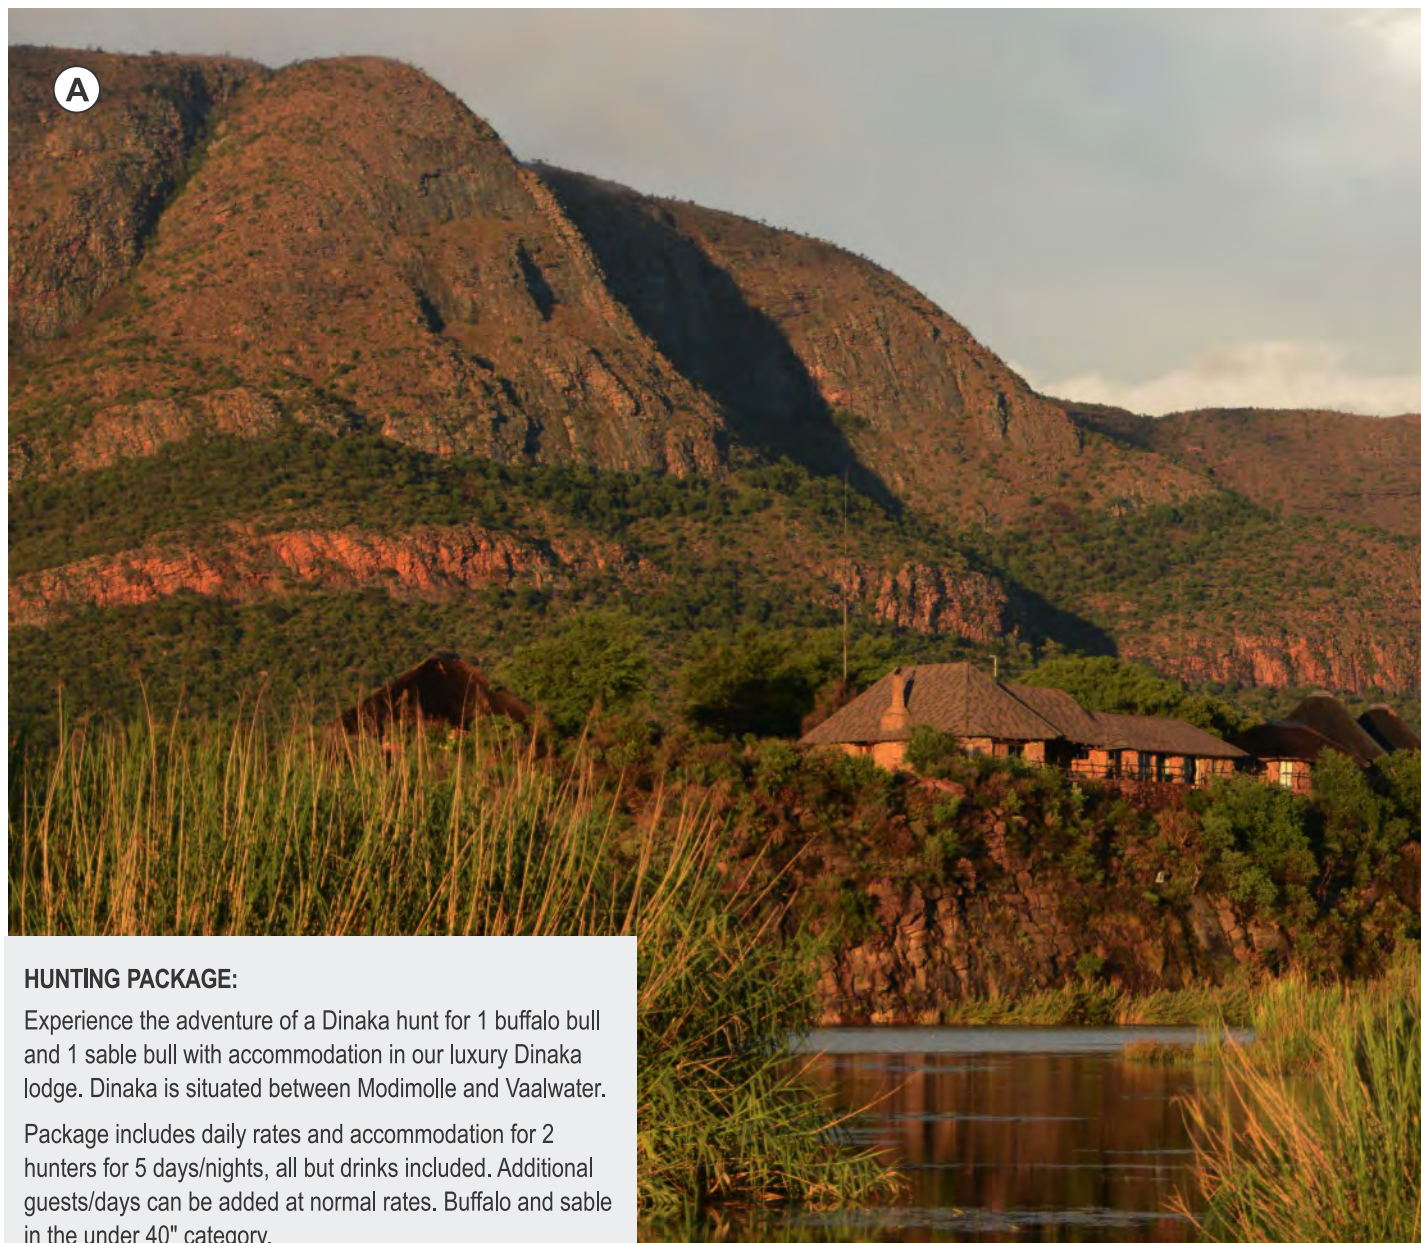 A
HUNTING PACKAGE:
Experience the adventure of a Dinaka hunt for 1 buffalo bull
and 1 sable bull with accommodation in our luxury Dinaka
lodge. Dinaka is situated between Modimolle and Vaalwater.
Package includes daily rates and accommodation for 2
hunters for 5 days/nights, all but drinks included. Additional
guests/days can be added at normal rates. Buffalo and sable
in the under 40" category.